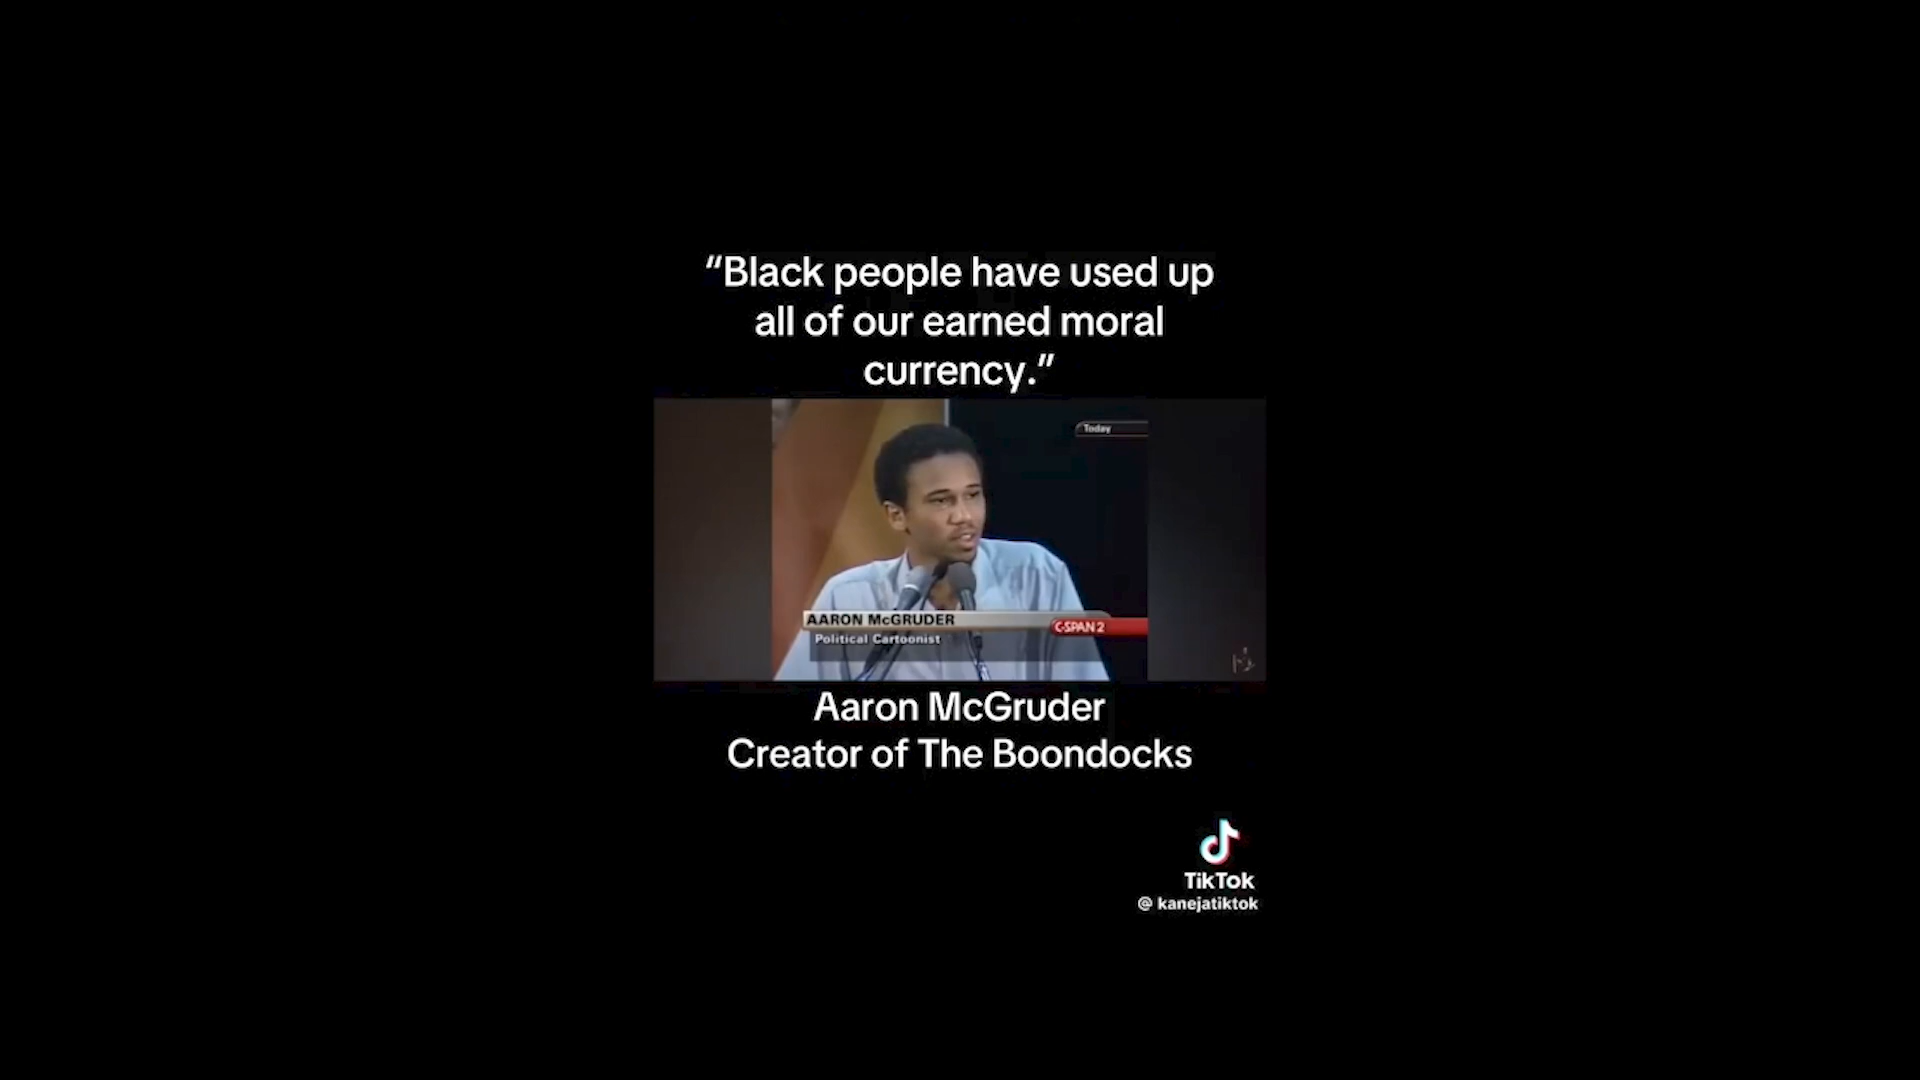 “Black people have used up
all of our earned moral
currency.”
Today
AARON McGRUDER
C-SPAN 2
Political Cartoonist
Aaron McGruder
Creator of The Boondocks
TikTok
@ kanejatiktok